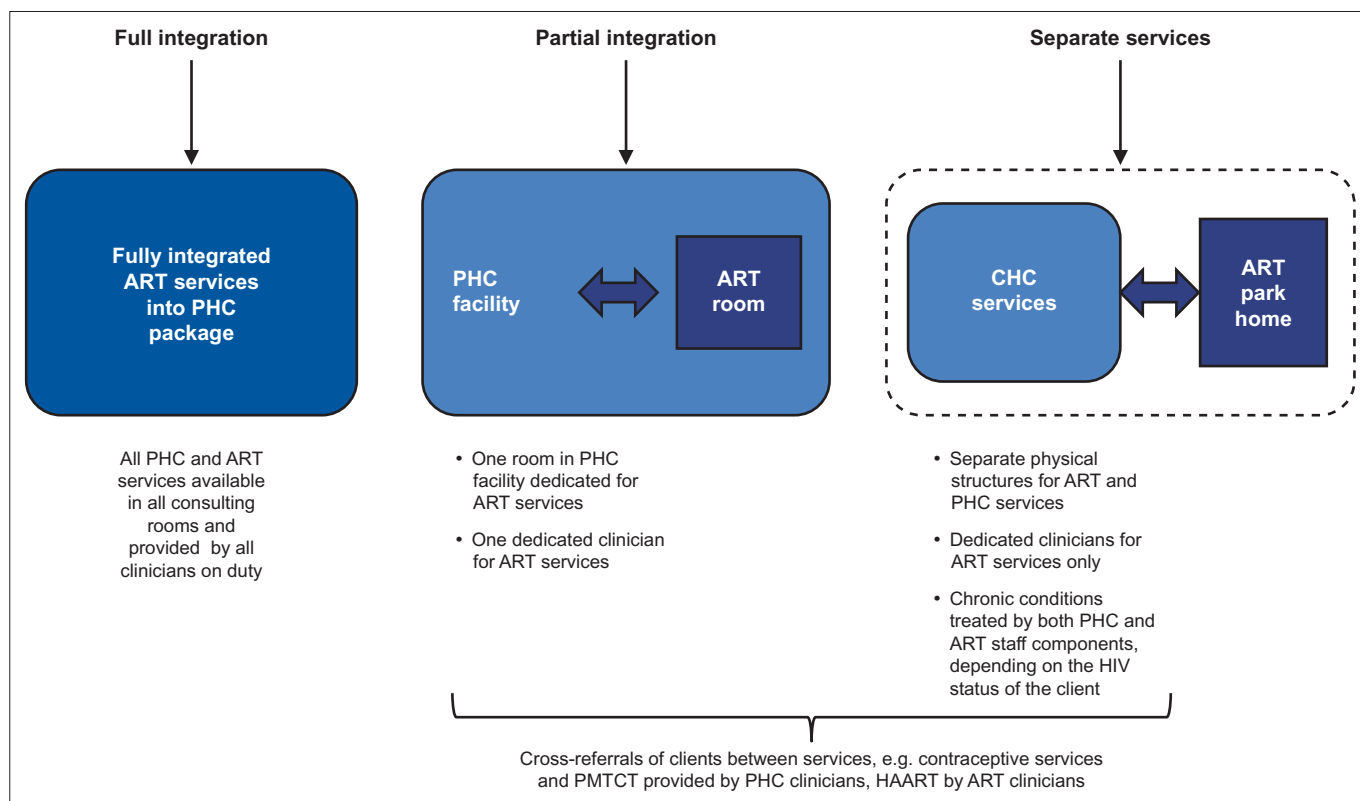 Full integration
Partial integration
Separate services
Fully integrated
ART services
into PHC
package
PHC
facility
ART
room
CHC
services
ART
park
home
All PHC and ART
services available
in all consulting
rooms and
provided by all
clinicians on duty
• One room in PHC
facility dedicated for
ART services
• One dedicated clinician
for ART services
• Separate physical
structures for ART and
PHC services
• Dedicated clinicians for
ART services only
• Chronic conditions
treated by both PHC and
ART staff components,
depending on the HIV
status of the client
Cross-referrals of clients between services, e.g. contraceptive services
and PMTCT provided by PHC clinicians, HAART by ART clinicians